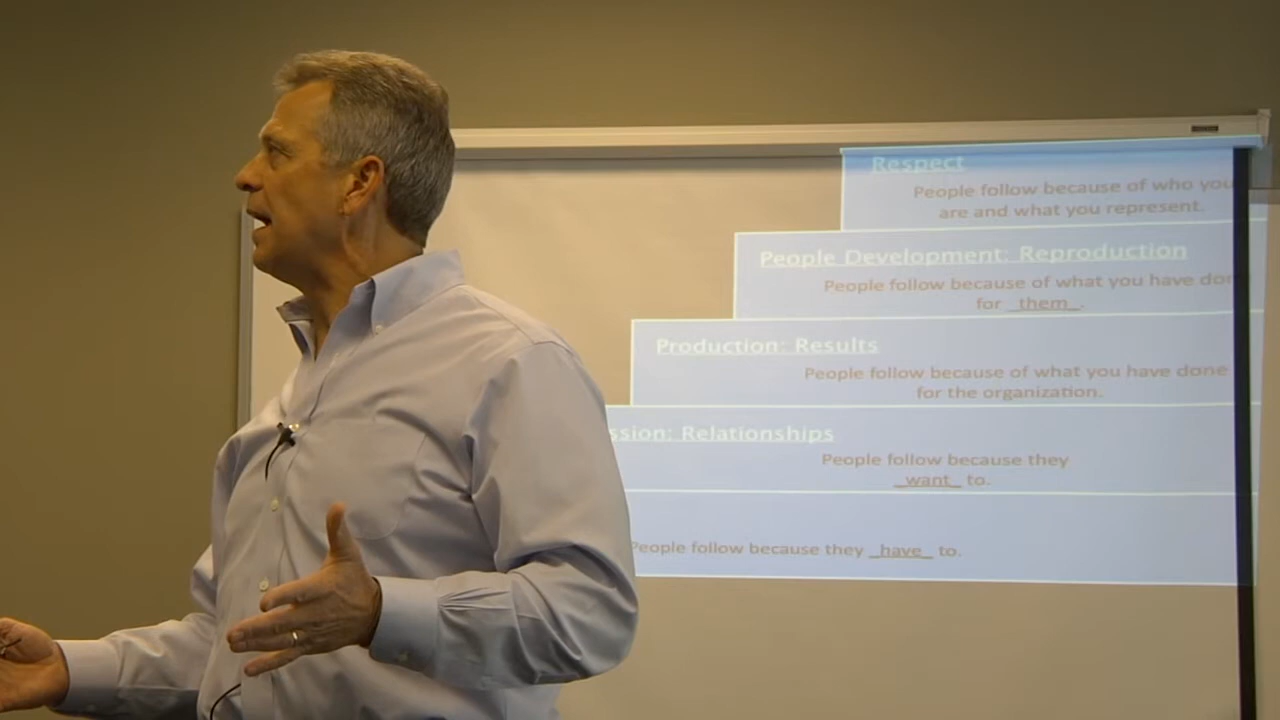 Respect
People follow because of who you
are and what you represent.
People Development: Reproduction
People follow because of what you have don
for _them_.
Production: Results
People follow because of what you have done
for the organization.
ssion: Relationships
People follow because they
_want_ to.
People follow because they _have_ to.